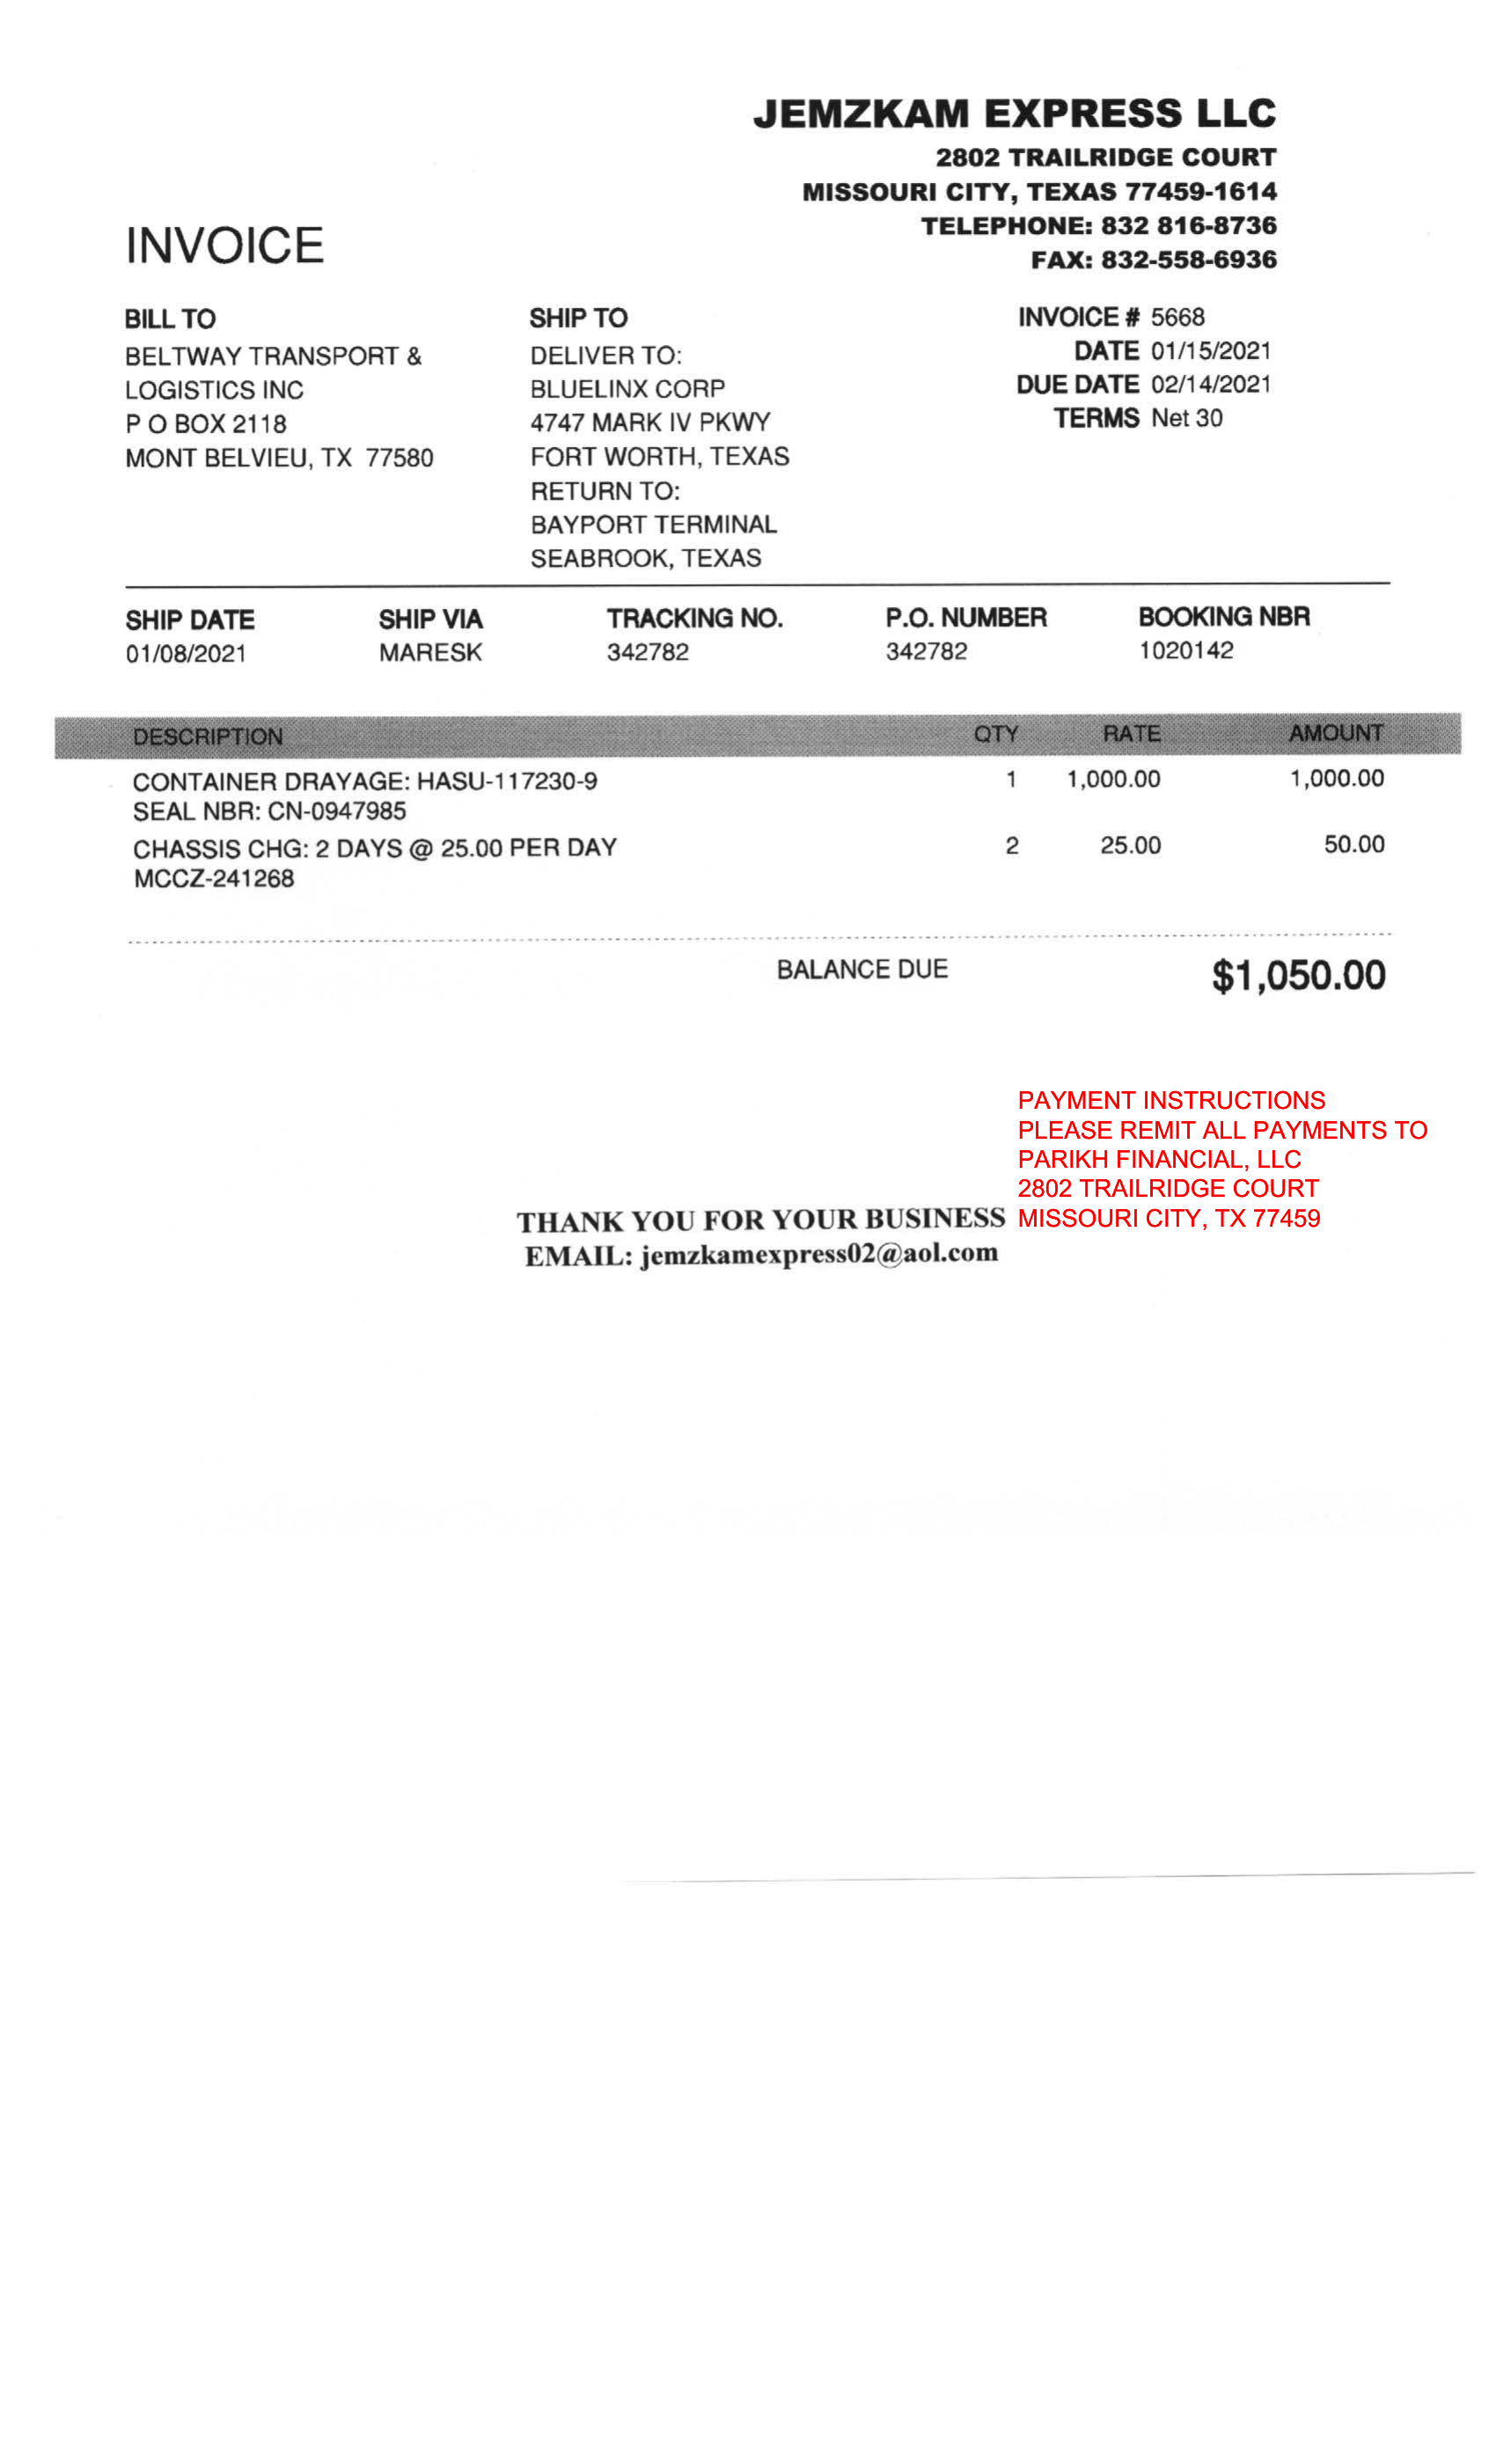 JEMZKAM EXPRESS LLC
2802 TRAILRIDGE COURT
MISSOURI CITY, TEXAS 77459-1614
TELEPHONE: 832 816-8736
FAX: 832-558-6936
INVOICE
BILL TO
BELTWAY TRANSPORT &
LOGISTICS INC
P O BOX 2118
MONT BELVIEU, TX 77580
SHIP TO
DELIVER TO:
BLUELINX CORP
4747 MARK IV PKWY
FORT WORTH, TEXAS
RETURN TO:
BAYPORT TERMINAL
SEABROOK, TEXAS
INVOICE # 5668
DATE 01/15/2021
DUE DATE 02/14/2021
TERMS Net 30
SHIP DATE SHIP VIA TRACKING NO. P.O. NUMBER BOOKING NBR
01/08/2021 MARESK 342782 342782 1020142
DESCRIPTION QTY RATE AMOUNT
CONTAINER DRAYAGE: HASU-117230-9 1 1,000.00 1,000.00
SEAL NBR: CN-0947985
CHASSIS CHG: 2 DAYS @ 25.00 PER DAY 2 25.00 50.00
MCCZ-241268
BALANCE DUE $1,050.00
PAYMENT INSTRUCTIONS
PLEASE REMIT ALL PAYMENTS TO
PARIKH FINANCIAL, LLC
2802 TRAILRIDGE COURT
MISSOURI CITY, TX 77459
THANK YOU FOR YOUR BUSINESS
EMAIL: jemzkamexpress02@aol.com